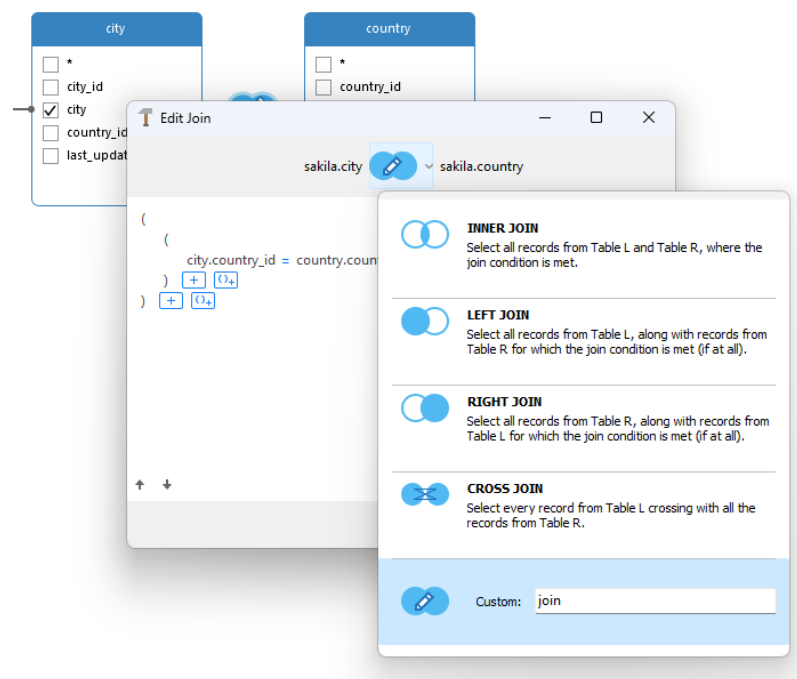 city
*
city_id
city
country_id
last_updat
country
*
country_id
Edit Join
sakila.city
sakila.country
(
(
city.country_id = country.coun
) + ()+
) + ()+
INNER JOIN
Select all records from Table L and Table R, where the
join condition is met.
LEFT JOIN
Select all records from Table L, along with records from
Table R for which the join condition is met (if at all).
RIGHT JOIN
Select all records from Table R, along with records from
Table L for which the join condition is met (if at all).
CROSS JOIN
Select every record from Table L crossing with all the
records from Table R.
Custom: join